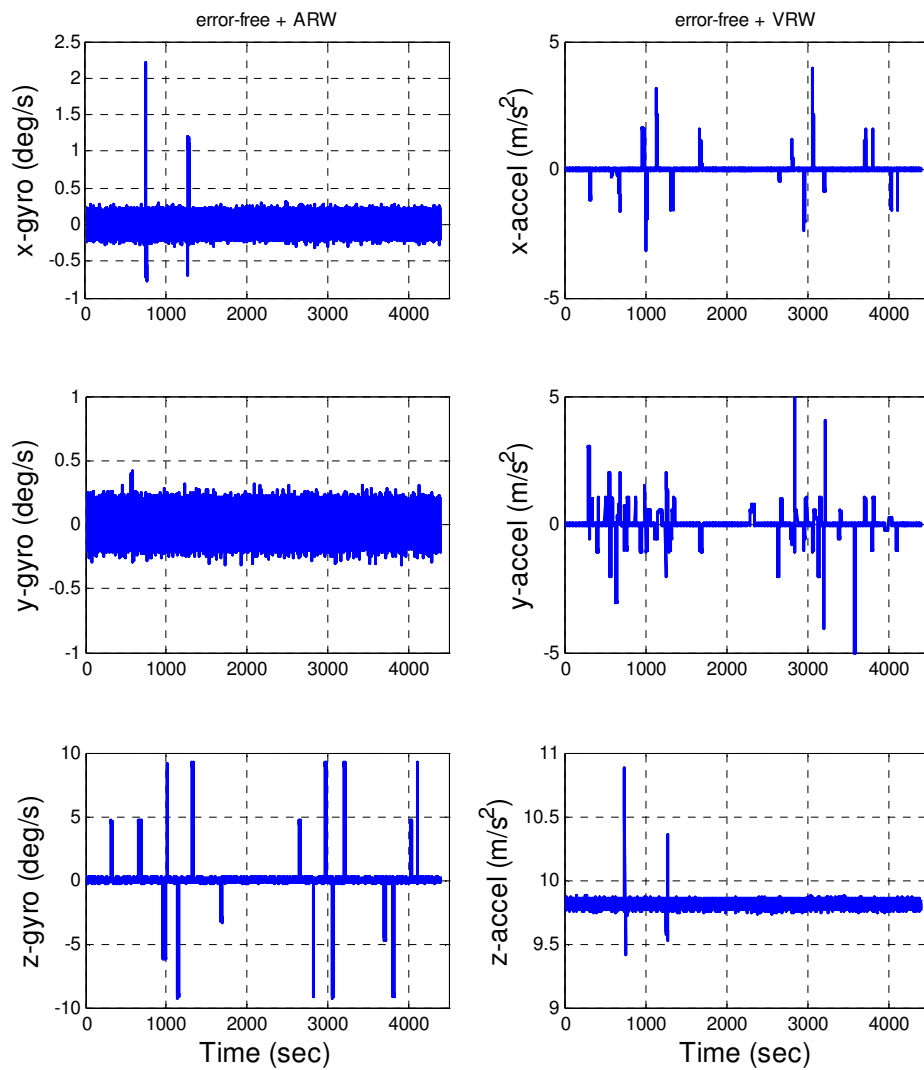 error-free + ARW
error-free + VRW
x-gyro (deg/s)
2.5
2
1.5
1
0.5
0
-0.5
-1
0 1000 2000 3000 4000
x-accel (m/s²)
5
0
-5
0 1000 2000 3000 4000
y-gyro (deg/s)
1
0.5
0
-0.5
-1
0 1000 2000 3000 4000
y-accel (m/s²)
5
0
-5
0 1000 2000 3000 4000
z-gyro (deg/s)
10
5
0
-5
-10
0 1000 2000 3000 4000
Time (sec)
z-accel (m/s²)
11
10.5
10
9.5
9
0 1000 2000 3000 4000
Time (sec)